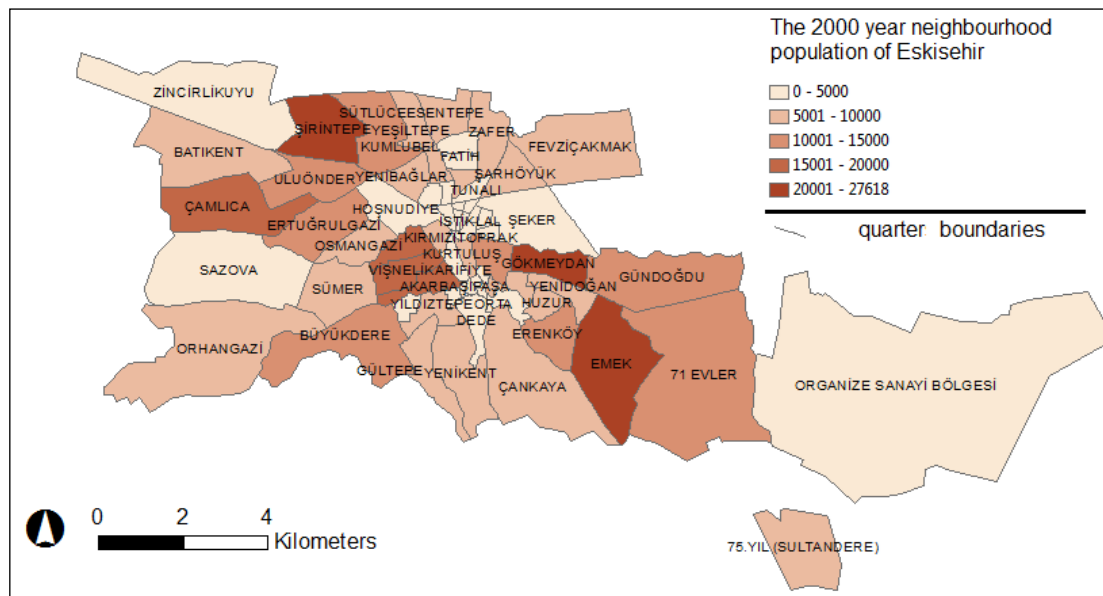 The 2000 year neighbourhood
population of Eskisehir
0 - 5000
5001 - 10000
10001 - 15000
15001 - 20000
20001 - 27618
quarter boundaries
ZİNCİRLİKUYU
SÜTLÜCE
ESENTEPE
ŞİRİNTEPE
YEŞİLTEPE
ZAFER
KUMLUBEL
FEVZİÇAKMAK
BATIKENT
FATİH
ULUÖNDER
YENİBAĞLAR
ŞARHÖYÜK
TUNALI
ÇAMLICA
HOŞNUDİYE
ERTUĞRULGAZİ
İSTİKLAL
ŞEKER
OSMANGAZİ
KIRMIZITOPRAK
KURTULUŞ
SAZOVA
VİŞNELİK
ARİFİYE
GÖKMEYDAN
GÜNDOĞDU
SÜMER
AKARBAŞI
PAŞA
YENİDOĞAN
YILDIZTEPE
ORTA
HUZUR
DEDE
BÜYÜKDERE
ERENKÖY
ORHANGAZİ
GÜLTEPE
YENİKENT
EMEK
71 EVLER
ÇANKAYA
ORGANİZE SANAYİ BÖLGESİ
75.YIL (SULTANDERE)
0 2 4
Kilometers